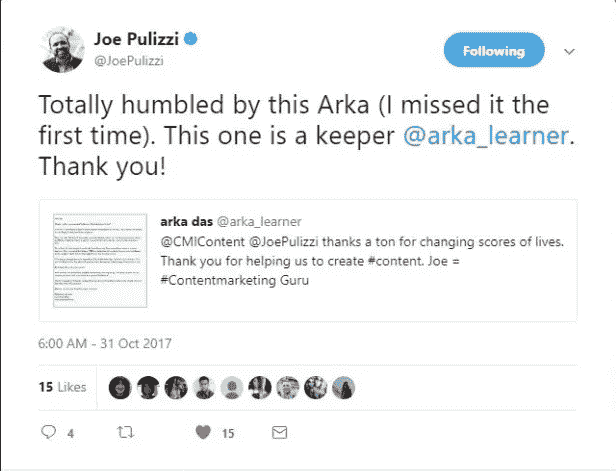 Joe Pulizzi
@JoePulizzi
Following
Totally humbled by this Arka (I missed it the
first time). This one is a keeper @arka_learner.
Thank you!
arka das @arka_learner
@CMIContent @JoePulizzi thanks a ton for changing scores of lives.
Thank you for helping us to create #content. Joe =
#Contentmarketing Guru
6:00 AM - 31 Oct 2017
15 Likes
4
15